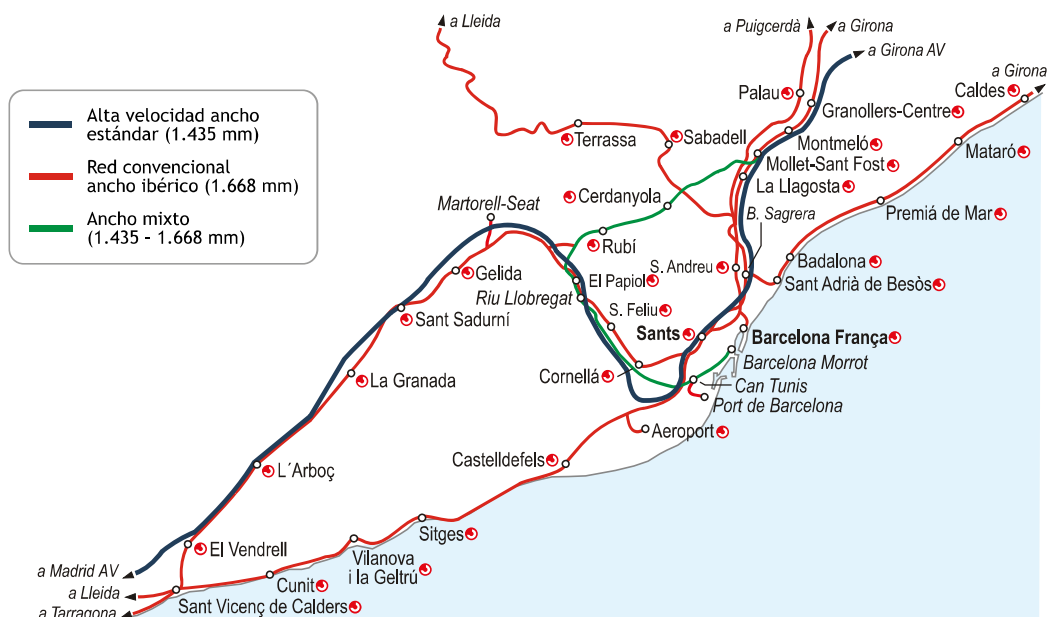 a Lleida
a Puigcerdà
a Girona
a Girona AV
a Girona
Caldes
Palau
Granollers-Centre
Alta velocidad ancho
estándar (1.435 mm)
Red convencional
ancho ibérico (1.668 mm)
Ancho mixto
(1.435 - 1.668 mm)
Terrassa
Sabadell
Montmeló
Mollet-Sant Fost
La Llagosta
Mataró
Cerdanyola
Martorell-Seat
B. Sagrera
Premiá de Mar
Rubí
Gelida
El Papiol
S. Andreu
Badalona
Sant Adrià de Besòs
Riu Llobregat
S. Feliu
Sant Sadurní
Sants
Barcelona França
Barcelona Morrot
Cornellá
Can Tunis
Port de Barcelona
La Granada
Aeroport
Castelldefels
L´Arboç
Sitges
El Vendrell
Vilanova
i la Geltrú
a Madrid AV
Cunit
a Lleida
Sant Vicenç de Calders
a Tarragona